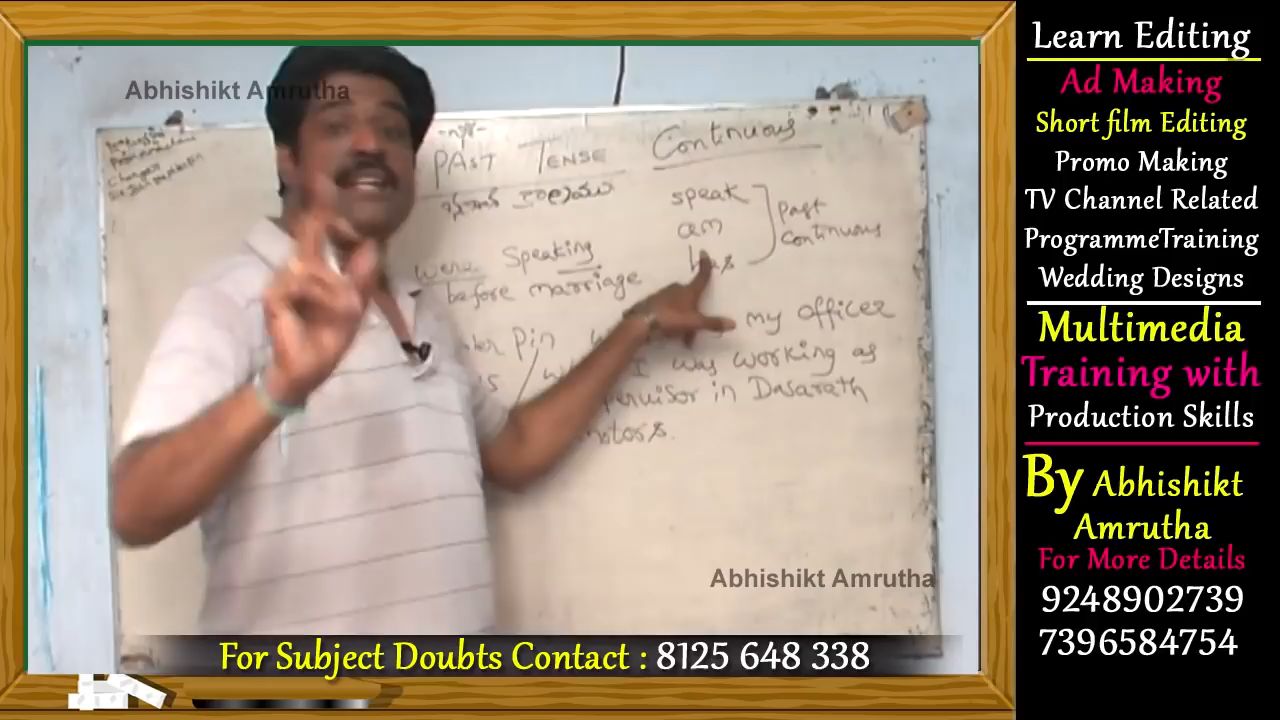 Abhishikt Amrutha
PAST TENSE Continuous
speak
am
Past
Continuous
were Speaking
before marriage
Pin
my officer
I was working as
in Dasarath
Abhishikt Amrutha
For Subject Doubts Contact : 8125 648 338
Learn Editing
Ad Making
Short film Editing
Promo Making
TV Channel Related
ProgrammeTraining
Wedding Designs
Multimedia
Training with
Production Skills
By Abhishikt
Amrutha
For More Details
9248902739
7396584754